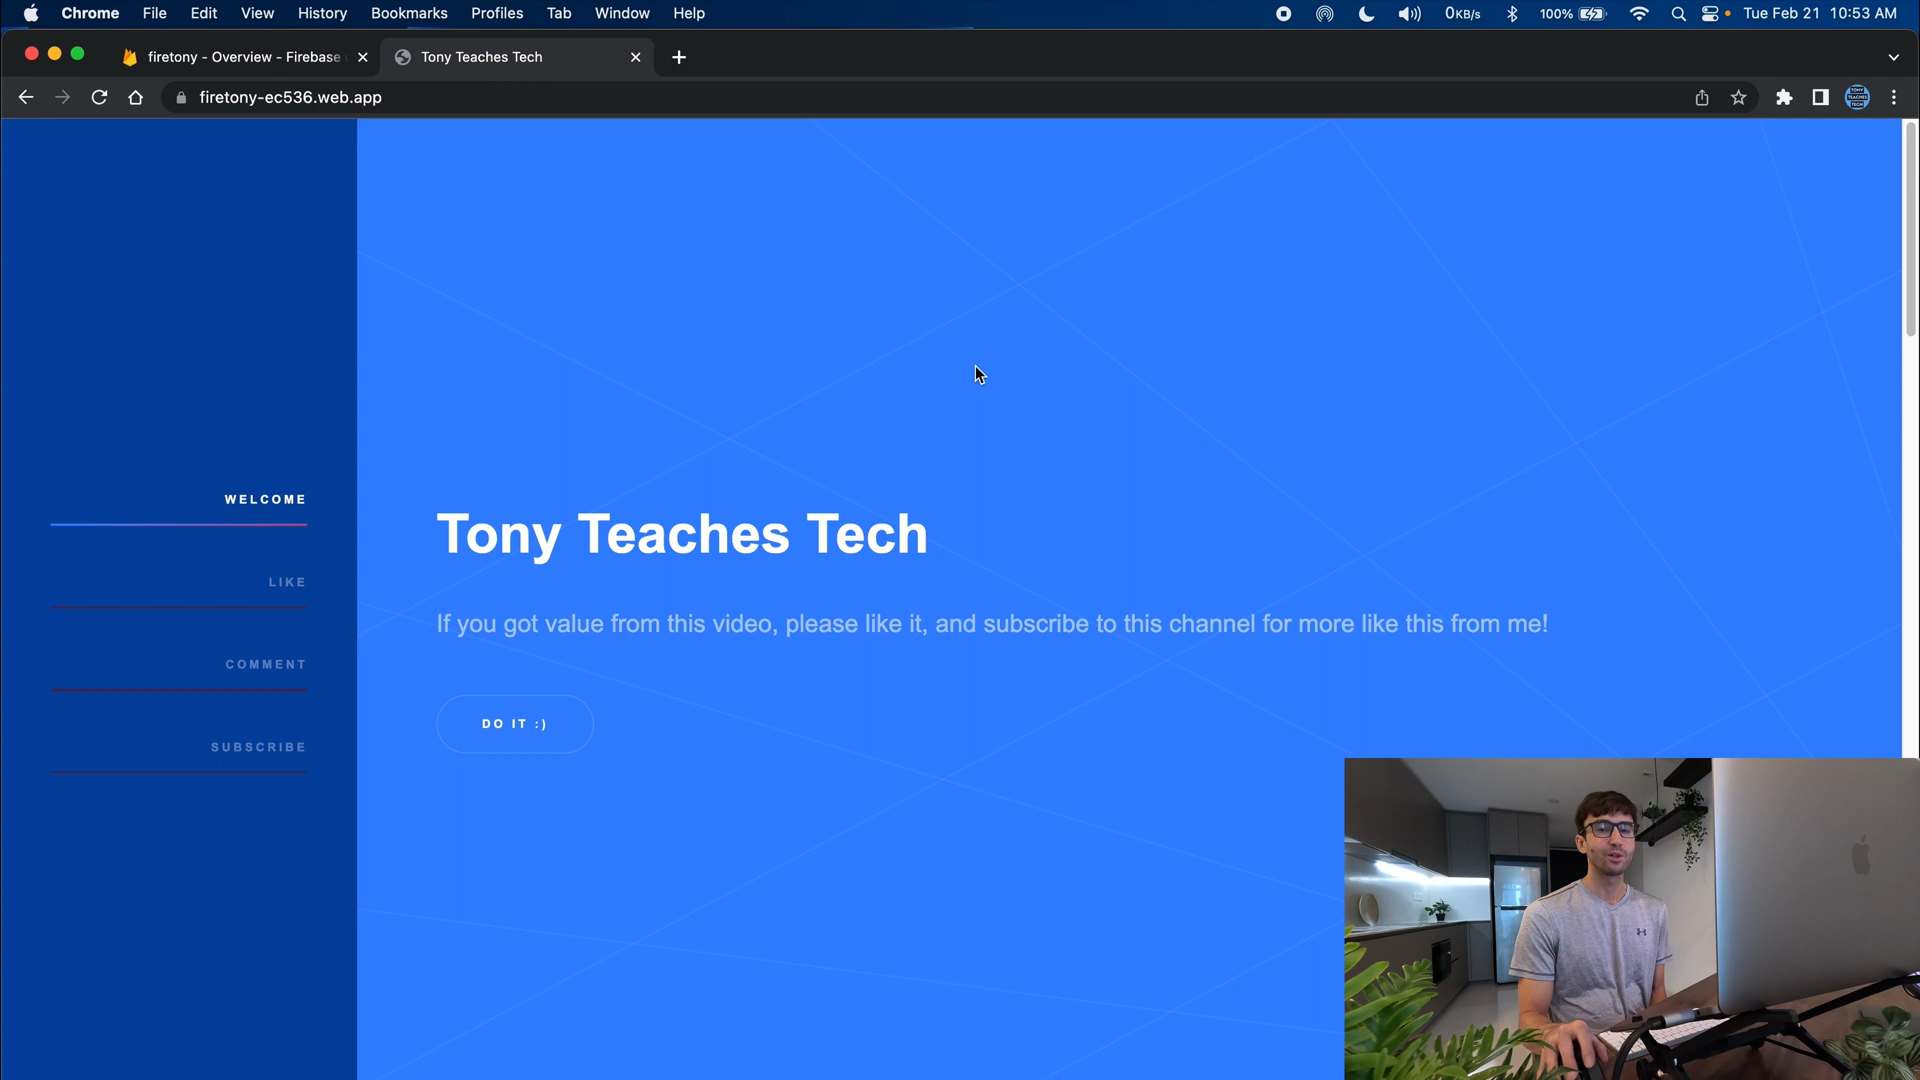 Chrome File Edit View History Bookmarks Profiles Tab Window Help 0KB/s 100% Tue Feb 21 10:53 AM
firetony - Overview - Firebase Tony Teaches Tech
firetony-ec536.web.app TONY TEACHES TECH
WELCOME
LIKE
COMMENT
SUBSCRIBE
Tony Teaches Tech
If you got value from this video, please like it, and subscribe to this channel for more like this from me!
DO IT :)